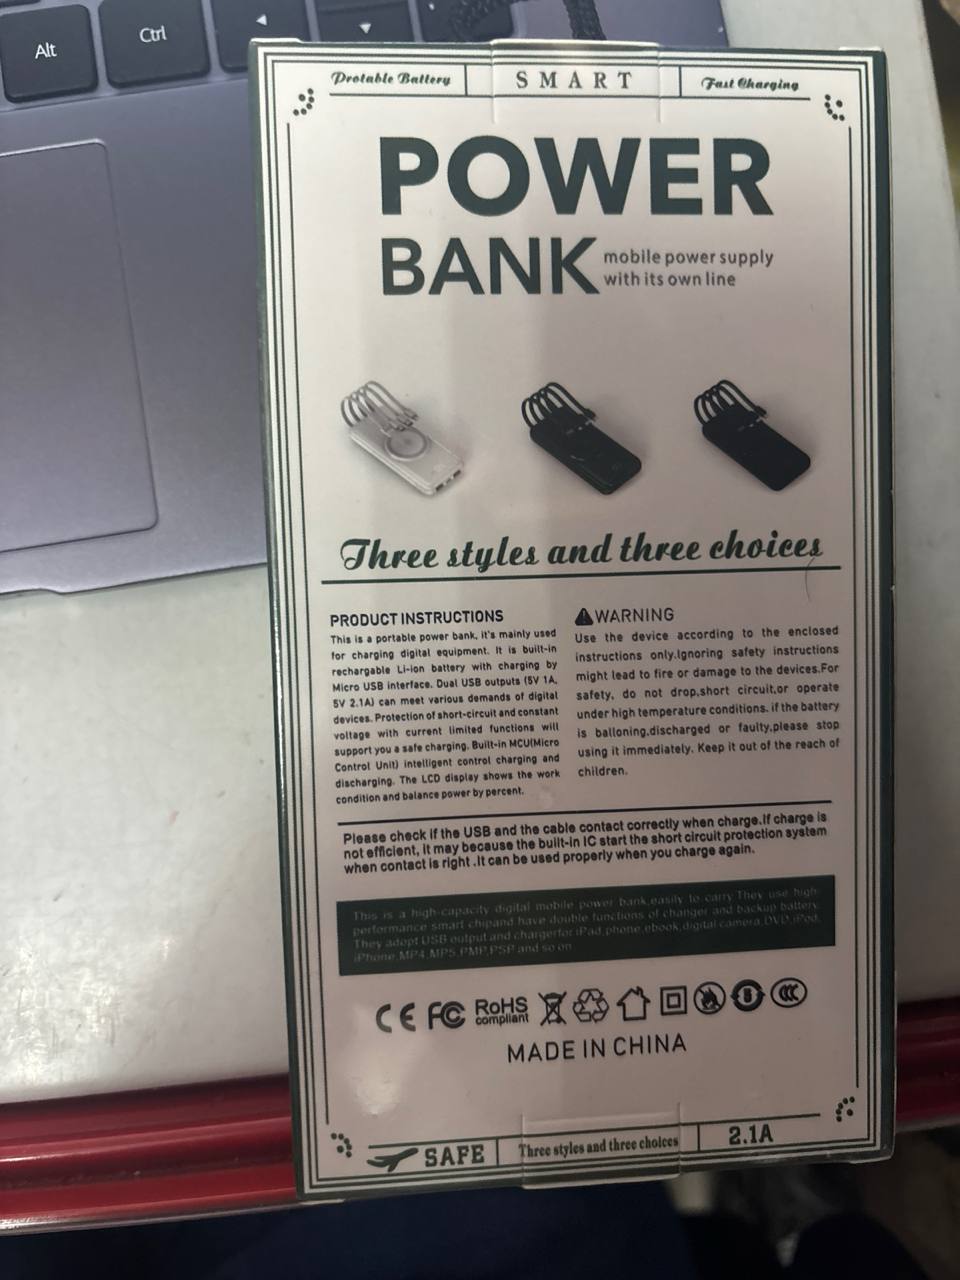 Alt
Ctrl
Protable Battery
SMART
Fast Charging
POWER
BANK
mobile power supply
with its own line
Three styles and three choices
PRODUCT INSTRUCTIONS
This is a portable power bank, it's mainly used
for charging digital equipment. It is built-in
rechargable Li-ion battery with charging by
Micro USB interface. Dual USB outputs (5V 1A,
5V 2.1A) can meet various demands of digital
devices. Protection of short-circuit and constant
voltage with current limited functions will
support you a safe charging. Built-in MCU(Micro
Control Unit) intelligent control charging and
discharging. The LCD display shows the work
condition and balance power by percent.
WARNING
Use the device according to the enclosed
instructions only.Ignoring safety instructions
might lead to fire or damage to the devices.For
safety, do not drop,short circuit,or operate
under high temperature conditions. if the battery
is balloning,discharged or faulty,please stop
using it immediately. Keep it out of the reach of
children.
Please check if the USB and the cable contact correctly when charge.If charge is
not efficient, it may because the built-in IC start the short circuit protection system
when contact is right .It can be used properly when you charge again.
This is a high-capacity digital mobile power bank,easily to carry They use high-
performance smart chipand have double functions of changer and backup battery.
They adopt USB output and chargerfor iPad,phone,ebook,digital camera,DVD,iPod,
iPhone,MP4,MP5,PMP,PSP and so on
CE FC RoHS
compliant
CCC
MADE IN CHINA
SAFE
Three styles and three choices
2.1A